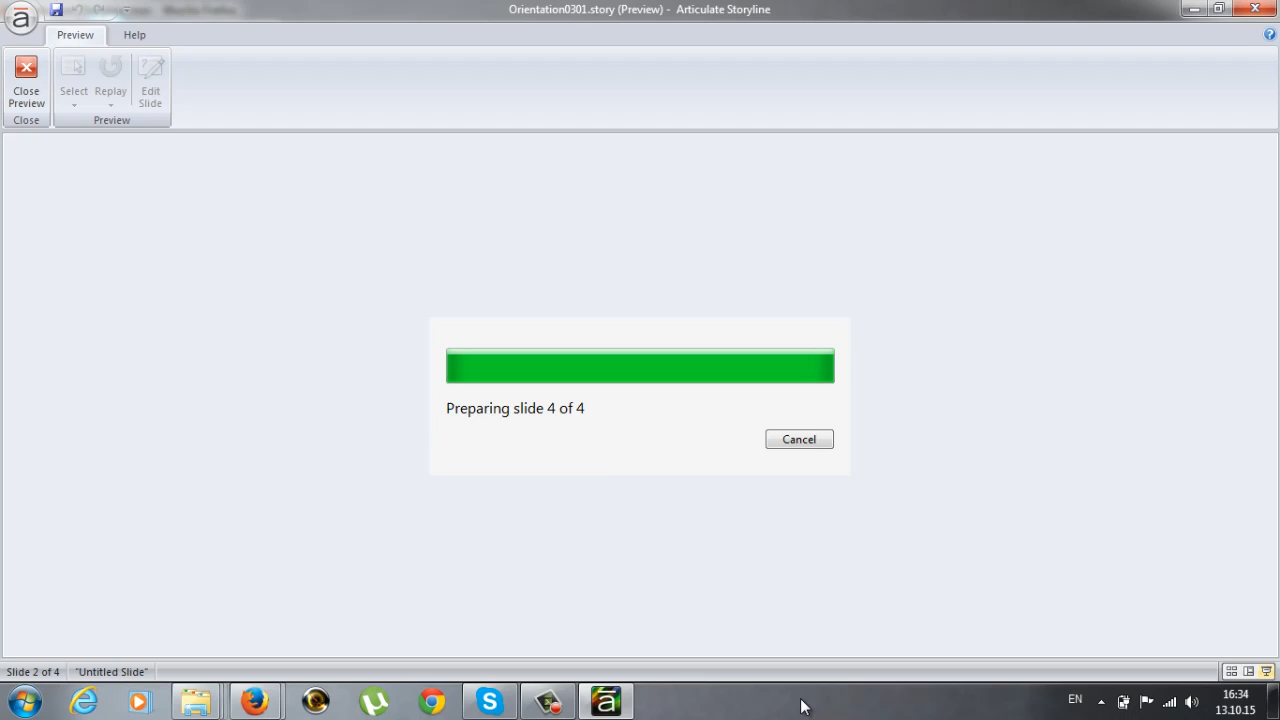 Orientation0301.story (Preview) - Articulate Storyline
Preview Help
Close Preview
Select
Replay
Edit Slide
Close
Preview
Preparing slide 4 of 4
Cancel
Slide 2 of 4 "Untitled Slide"
EN
16:34
13.10.15